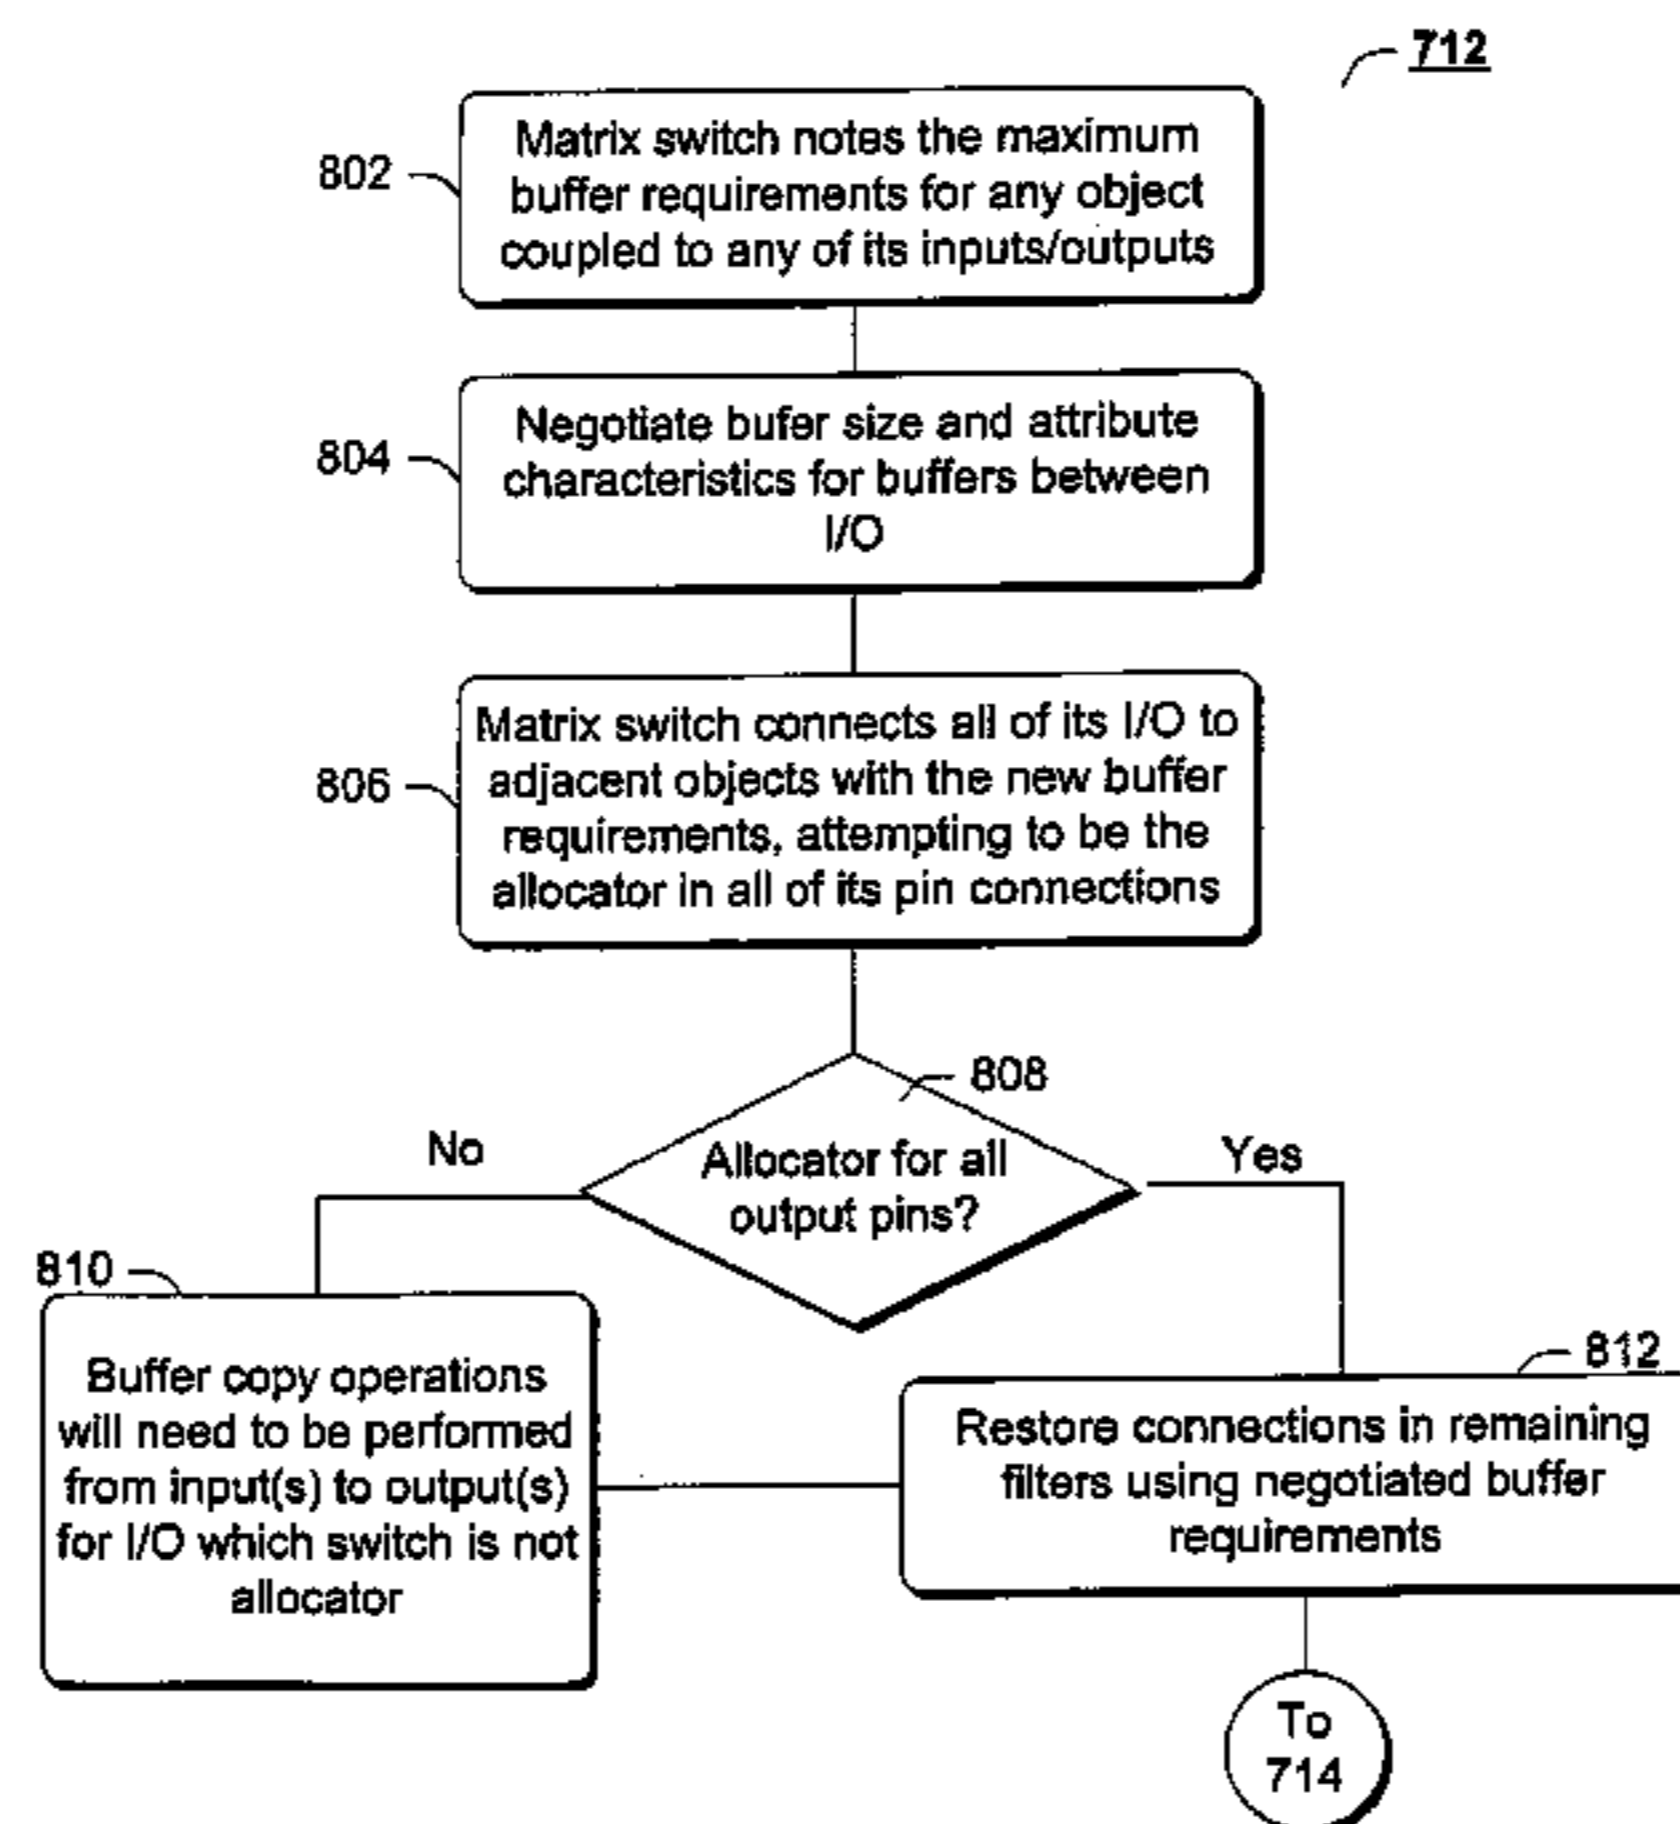 712
802
Matrix switch notes the maximum
buffer requirements for any object
coupled to any of its inputs/outputs
804
Negotiate bufer size and attribute
characteristics for buffers between
I/O
806
Matrix switch connects all of its I/O to
adjacent objects with the new buffer
requirements, attempting to be the
allocator in all of its pin connections
808
Allocator for all
output pins?
No
Yes
810
Buffer copy operations
will need to be performed
from input(s) to output(s)
for I/O which switch is not
allocator
812
Restore connections in remaining
filters using negotiated buffer
requirements
To
714